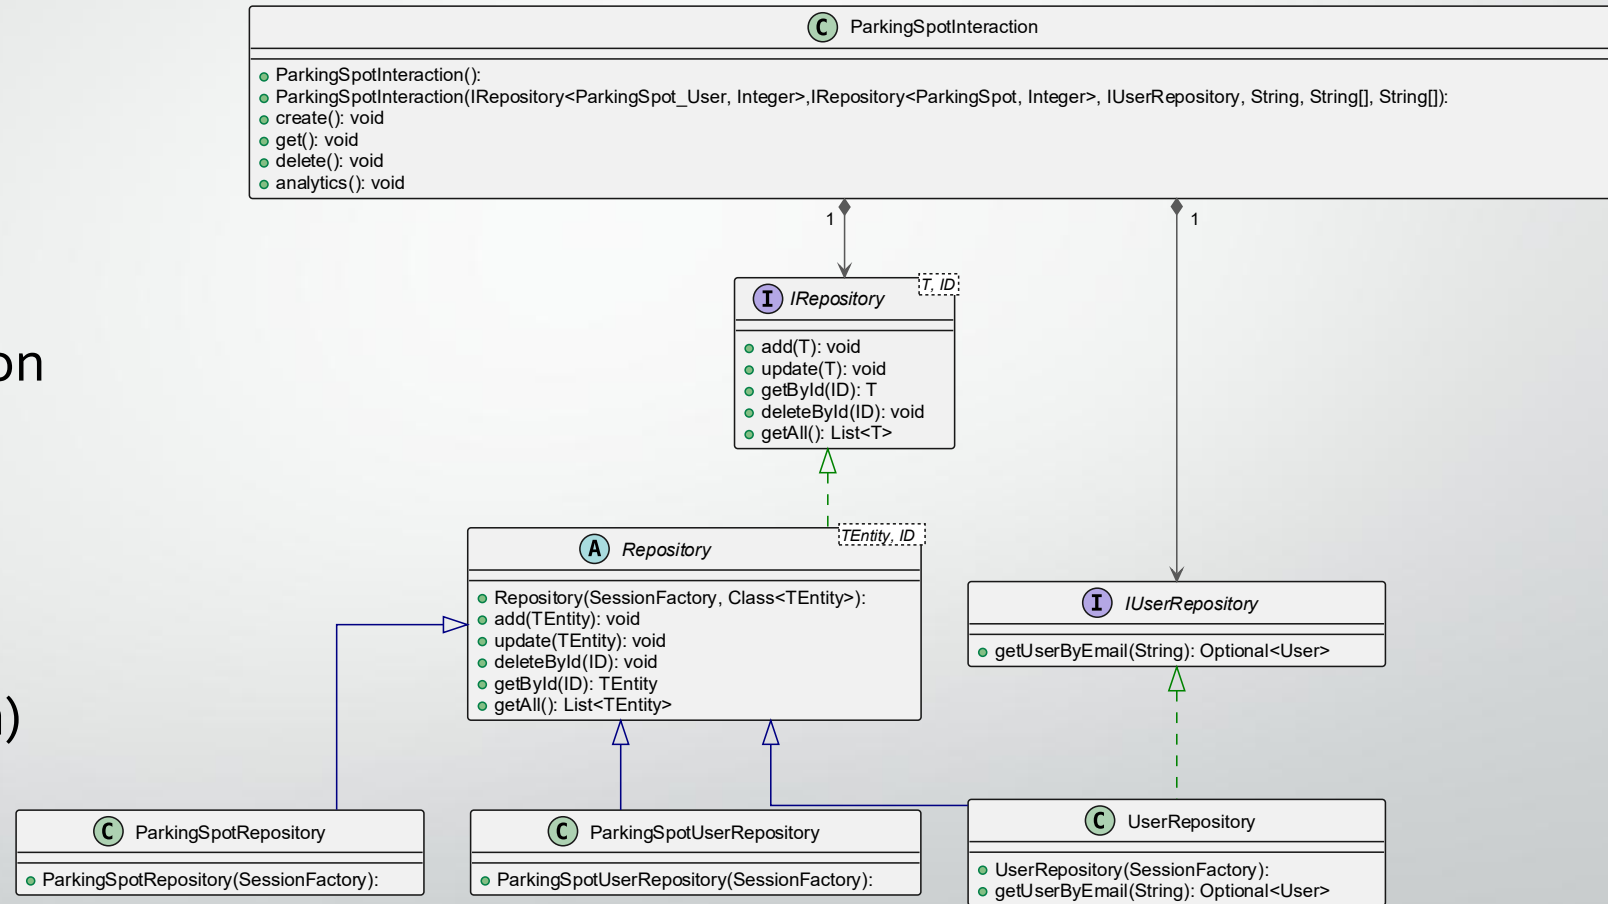 C ParkingSpotInteraction
ParkingSpotInteraction():
ParkingSpotInteraction(IRepository<ParkingSpot_User, Integer>,IRepository<ParkingSpot, Integer>, IUserRepository, String, String[], String[]):
create(): void
get(): void
delete(): void
analytics(): void
1
1
T, ID
I IRepository
add(T): void
update(T): void
getById(ID): T
deleteById(ID): void
getAll(): List<T>
on
TEntity, ID
A Repository
Repository(SessionFactory, Class<TEntity>):
add(TEntity): void
update(TEntity): void
deleteById(ID): void
getById(ID): TEntity
getAll(): List<TEntity>
I IUserRepository
getUserByEmail(String): Optional<User>
)
C ParkingSpotRepository
ParkingSpotRepository(SessionFactory):
C ParkingSpotUserRepository
ParkingSpotUserRepository(SessionFactory):
C UserRepository
UserRepository(SessionFactory):
getUserByEmail(String): Optional<User>